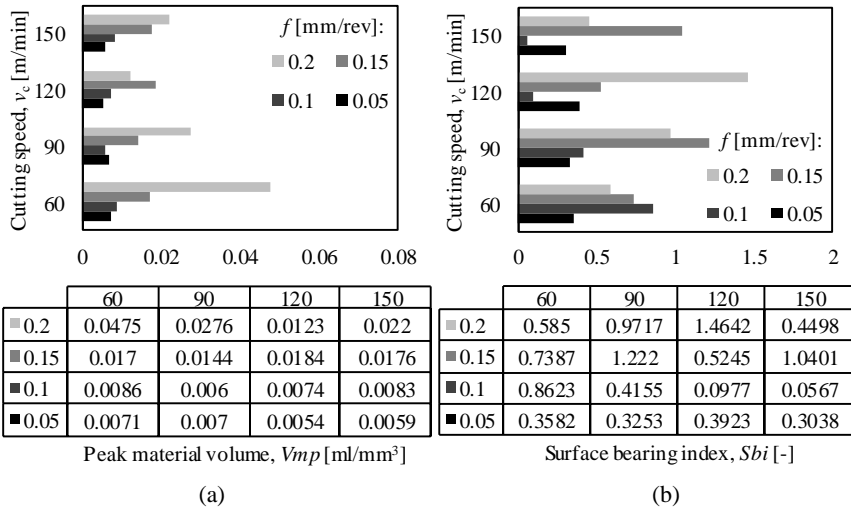 Cutting speed, vc [m/min]
150
120
90
60
f [mm/rev]:
0.2 0.15
0.1 0.05
0 0.02 0.04 0.06 0.08
60 90 120 150
0.2 0.0475 0.0276 0.0123 0.022
0.15 0.017 0.0144 0.0184 0.0176
0.1 0.0086 0.006 0.0074 0.0083
0.05 0.0071 0.007 0.0054 0.0059
Peak material volume, Vmp [ml/mm³]
(a)
Cutting speed, vc [m/min]
150
120
90
60
f [mm/rev]:
0.2 0.15
0.1 0.05
0 0.5 1 1.5 2
60 90 120 150
0.2 0.585 0.9717 1.4642 0.4498
0.15 0.7387 1.222 0.5245 1.0401
0.1 0.8623 0.4155 0.0977 0.0567
0.05 0.3582 0.3253 0.3923 0.3038
Surface bearing index, Sbi [-]
(b)